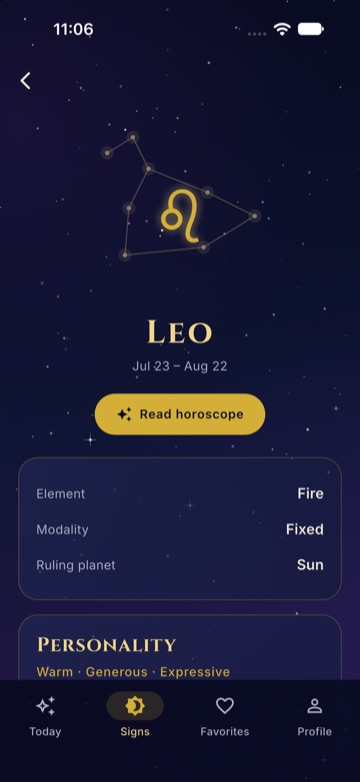 11:06
Leo
Jul 23 – Aug 22
Read horoscope
Element Fire
Modality Fixed
Ruling planet Sun
Personality
Warm · Generous · Expressive
Today Signs Favorites Profile